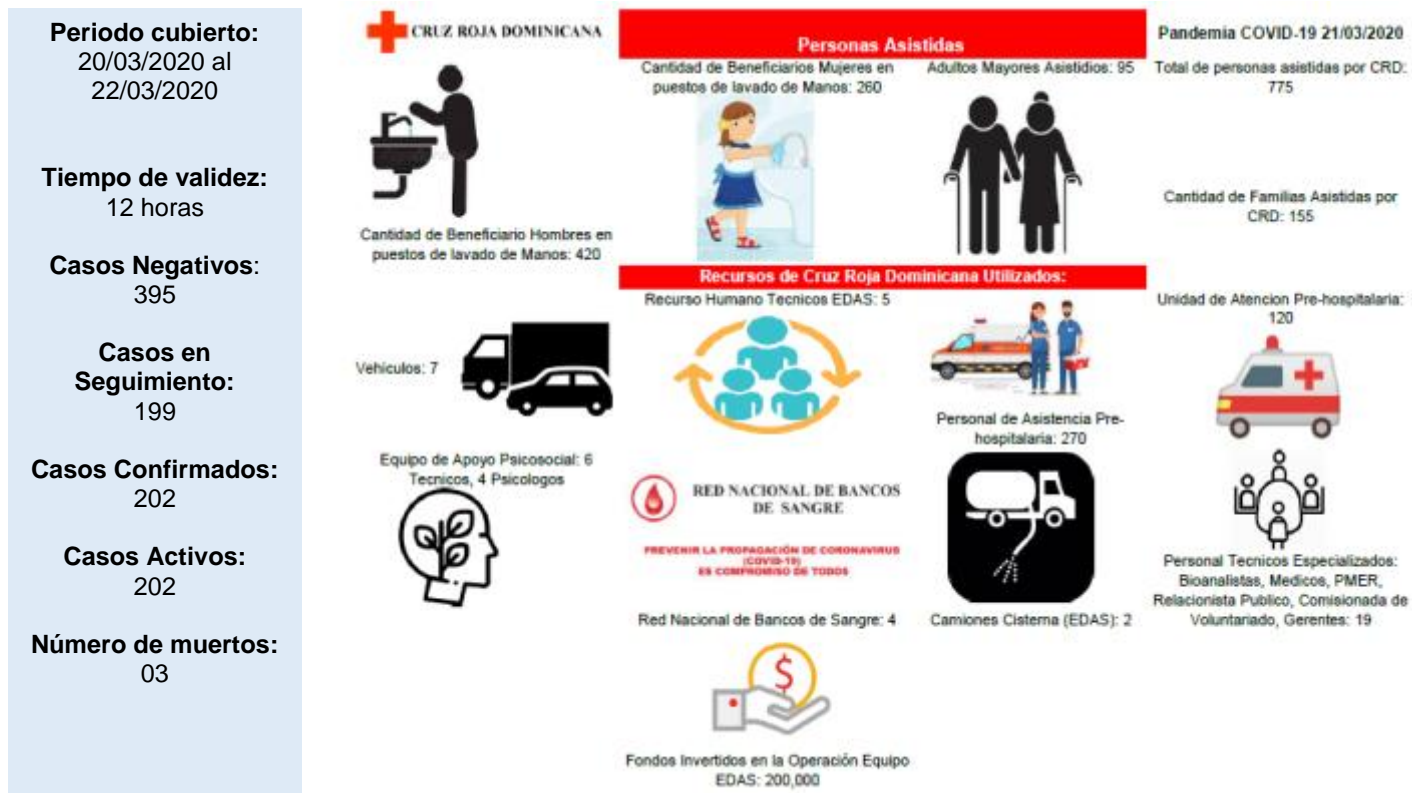 Periodo cubierto:
20/03/2020 al
22/03/2020
Tiempo de validez:
12 horas
Casos Negativos:
395
Casos en
Seguimiento:
199
Casos Confirmados:
202
Casos Activos:
202
Número de muertos:
03
CRUZ ROJA DOMINICANA
Personas Asistidas
Pandemia COVID-19 21/03/2020
Cantidad de Beneficiarios Mujeres en
puestos de lavado de Manos: 260
Adultos Mayores Asistidios: 95
Total de personas asistidas por CRD:
775
Cantidad de Familias Asistidas por
CRD: 155
Cantidad de Beneficiario Hombres en
puestos de lavado de Manos: 420
Recursos de Cruz Roja Dominicana Utilizados:
Vehiculos: 7
Recurso Humano Tecnicos EDAS: 5
Personal de Asistencia Pre-
hospitalaria: 270
Unidad de Atencion Pre-hospitalaria:
120
Equipo de Apoyo Psicosocial: 6
Tecnicos, 4 Psicologos
RED NACIONAL DE BANCOS
DE SANGRE
PREVENIR LA PROPAGACIÓN DE CORONAVIRUS
(COVID-19)
ES COMPROMISO DE TODOS
Red Nacional de Bancos de Sangre: 4
Camiones Cisterna (EDAS): 2
Personal Tecnicos Especializados:
Bioanalistas, Medicos, PMER,
Relacionista Publico, Comisionada de
Voluntariado, Gerentes: 19
$
Fondos Invertidos en la Operación Equipo
EDAS: 200,000